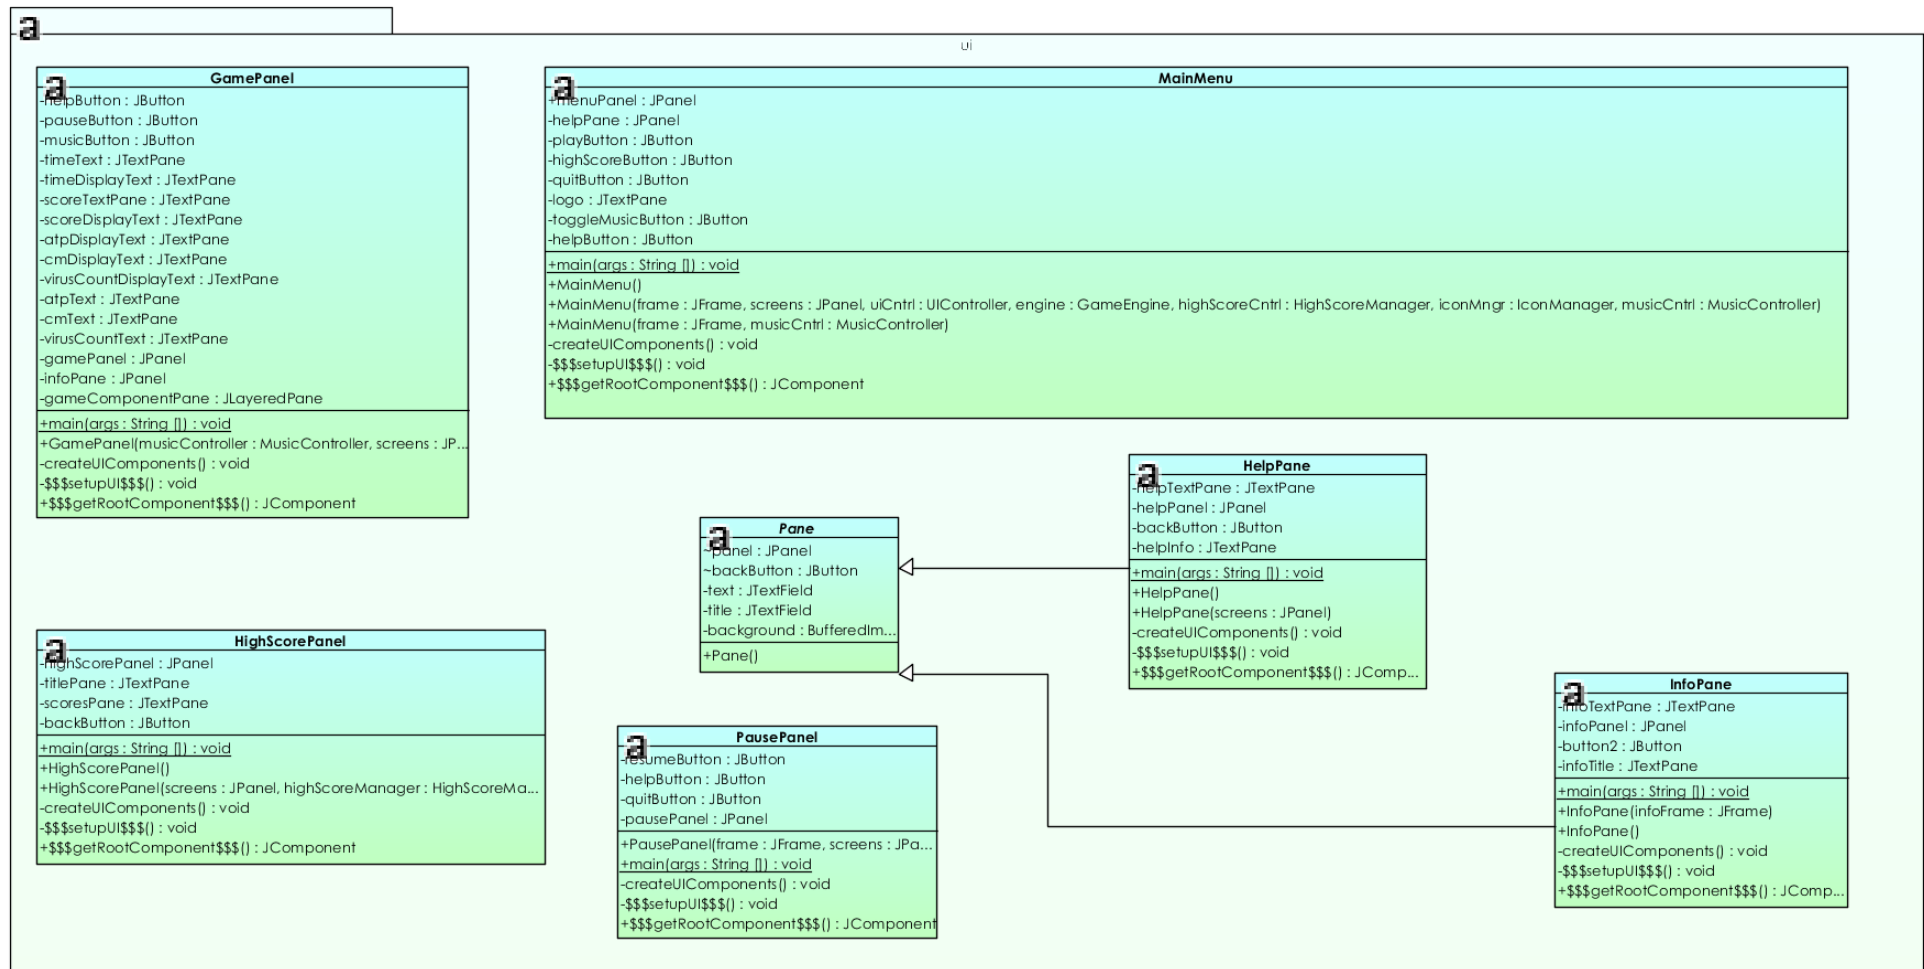 a
ui
a
GamePanel
-helpButton : JButton
-pauseButton : JButton
-musicButton : JButton
-timeText : JTextPane
-timeDisplayText : JTextPane
-scoreTextPane : JTextPane
-scoreDisplayText : JTextPane
-atpDisplayText : JTextPane
-cmDisplayText : JTextPane
-virusCountDisplayText : JTextPane
-atpText : JTextPane
-cmText : JTextPane
-virusCountText : JTextPane
-gamePanel : JPanel
-infoPane : JPanel
-gameComponentPane : JLayeredPane
+main(args : String []) : void
+GamePanel(musicController : MusicController, screens : JP...
-createUIComponents() : void
-$$$setupUI$$$() : void
+$$$getRootComponent$$$() : JComponent
a
MainMenu
+menuPanel : JPanel
-helpPane : JPanel
-playButton : JButton
-highScoreButton : JButton
-quitButton : JButton
-logo : JTextPane
-toggleMusicButton : JButton
-helpButton : JButton
+main(args : String []) : void
+MainMenu()
+MainMenu(frame : JFrame, screens : JPanel, uiCntrl : UIController, engine : GameEngine, highScoreCntrl : HighScoreManager, iconMngr : IconManager, musicCntrl : MusicController)
+MainMenu(frame : JFrame, musicCntrl : MusicController)
-createUIComponents() : void
-$$$setupUI$$$() : void
+$$$getRootComponent$$$() : JComponent
a
HelpPane
-helpTextPane : JTextPane
-helpPanel : JPanel
-backButton : JButton
-helpInfo : JTextPane
+main(args : String []) : void
+HelpPane()
+HelpPane(screens : JPanel)
-createUIComponents() : void
-$$$setupUI$$$() : void
+$$$getRootComponent$$$() : JComp...
a
Pane
~panel : JPanel
~backButton : JButton
-text : JTextField
-title : JTextField
-background : BufferedIm...
+Pane()
a
HighScorePanel
-highScorePanel : JPanel
-titlePane : JTextPane
-scoresPane : JTextPane
-backButton : JButton
+main(args : String []) : void
+HighScorePanel()
+HighScorePanel(screens : JPanel, highScoreManager : HighScoreMa...
-createUIComponents() : void
-$$$setupUI$$$() : void
+$$$getRootComponent$$$() : JComponent
a
PausePanel
-resumeButton : JButton
-helpButton : JButton
-quitButton : JButton
-pausePanel : JPanel
+PausePanel(frame : JFrame, screens : JPa...
+main(args : String []) : void
-createUIComponents() : void
-$$$setupUI$$$() : void
+$$$getRootComponent$$$() : JComponent
a
InfoPane
-infoTextPane : JTextPane
-infoPanel : JPanel
-button2 : JButton
-infoTitle : JTextPane
+main(args : String []) : void
+InfoPane(infoFrame : JFrame)
+InfoPane()
-createUIComponents() : void
-$$$setupUI$$$() : void
+$$$getRootComponent$$$() : JComp...